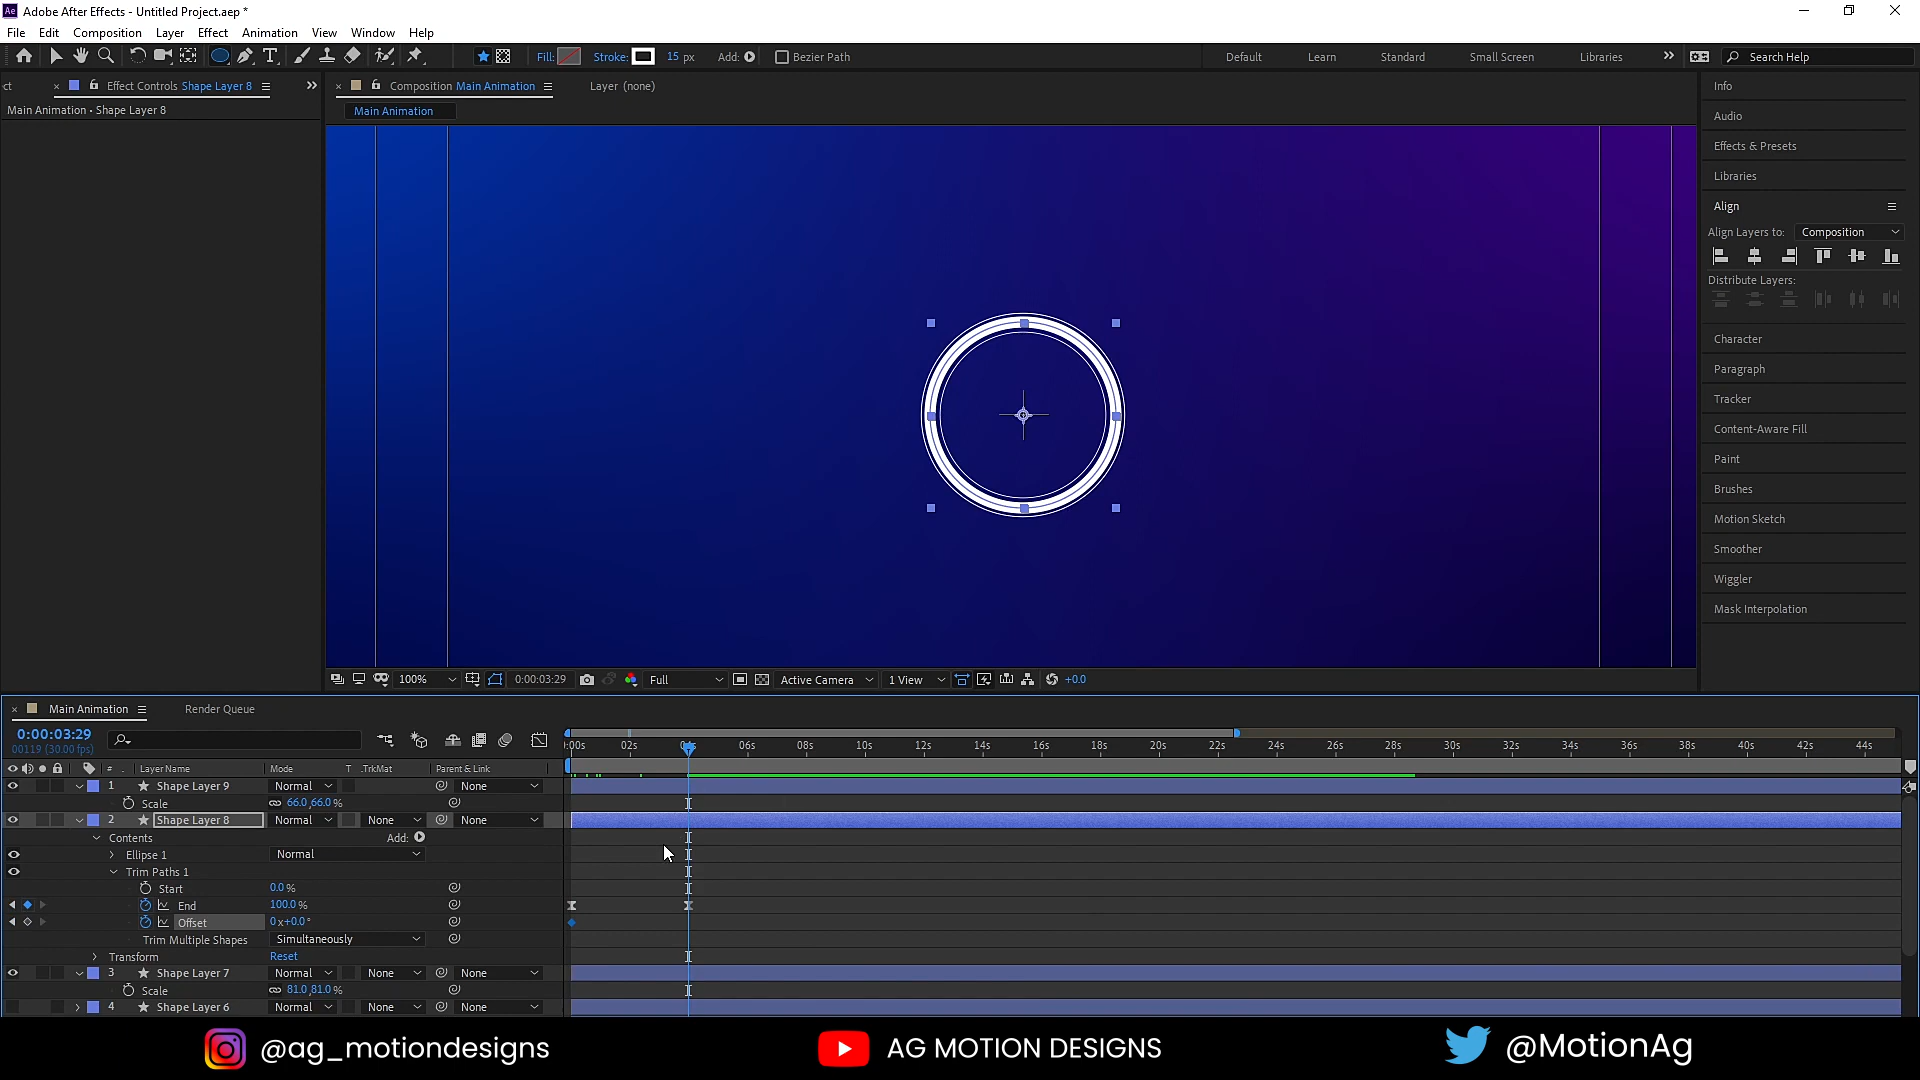 Ae Adobe After Effects - Untitled Project.aep *
File Edit Composition Layer Effect Animation View Window Help
Fill: Stroke: 15 px Add: Bezier Path Default Learn Standard Small Screen Libraries Search Help
ct Effect Controls Shape Layer 8 Composition Main Animation Layer (none) Info
Main Animation • Shape Layer 8 Main Animation
Audio
Effects & Presets
Libraries
Align
Align Layers to: Composition
Distribute Layers:
Character
Paragraph
Tracker
Content-Aware Fill
Paint
Brushes
Motion Sketch
Smoother
Wiggler
Mask Interpolation
100% 0:00:03:29 Full Active Camera 1 View +0.0
Main Animation Render Queue
0:00:03:29
00119 (30.00 fps)
:00s 02s 06s 08s 10s 12s 14s 16s 18s 20s 22s 24s 26s 28s 30s 32s 34s 36s 38s 40s 42s 44s
# Layer Name Mode T .TrkMat Parent & Link
1 Shape Layer 9 Normal None
Scale 66.0,66.0 %
2 Shape Layer 8 Normal None None
Contents Add:
Ellipse 1 Normal
Trim Paths 1
Start 0.0 %
End 100.0 %
Offset 0 x+0.0 °
Trim Multiple Shapes Simultaneously
Transform Reset
3 Shape Layer 7 Normal None None
Scale 81.0,81.0 %
4 Shape Layer 6 Normal None None
@ag_motiondesigns AG MOTION DESIGNS @MotionAg